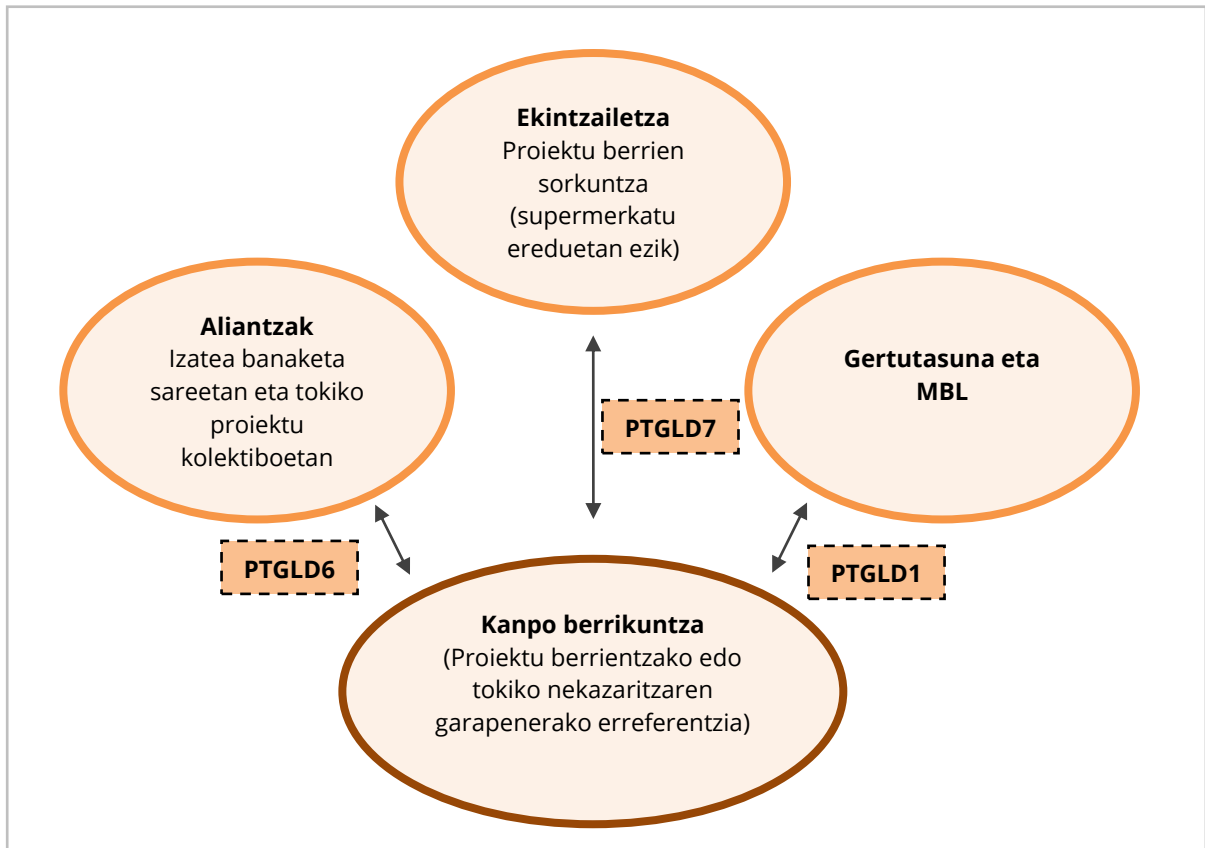 Ekintzailetza
Proiektu berrien
sorkuntza
(supermerkatu
ereduetan ezik)
Aliantzak
Izatea banaketa
sareetan eta tokiko
proiektu
kolektiboetan
Gertutasuna eta
MBL
PTGLD7
PTGLD6
PTGLD1
Kanpo berrikuntza
(Proiektu berrientzako edo
tokiko nekazaritzaren
garapenerako erreferentzia)